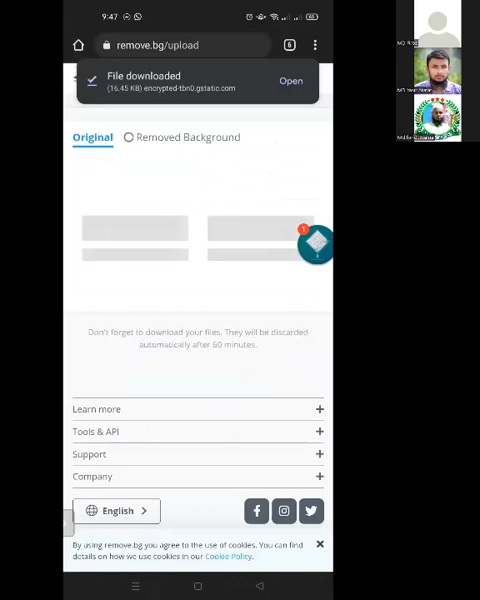 9:47
remove.bg/upload
6
File downloaded
(16.45 KB) encrypted-tbn0.gstatic.com
Open
Original
Removed Background
1
Don't forget to download your files. They will be discarded
automatically after 60 minutes.
Learn more
Tools & API
Support
Company
English
By using remove.bg you agree to the use of cookies. You can find
details on how we use cookies in our Cookie Policy.